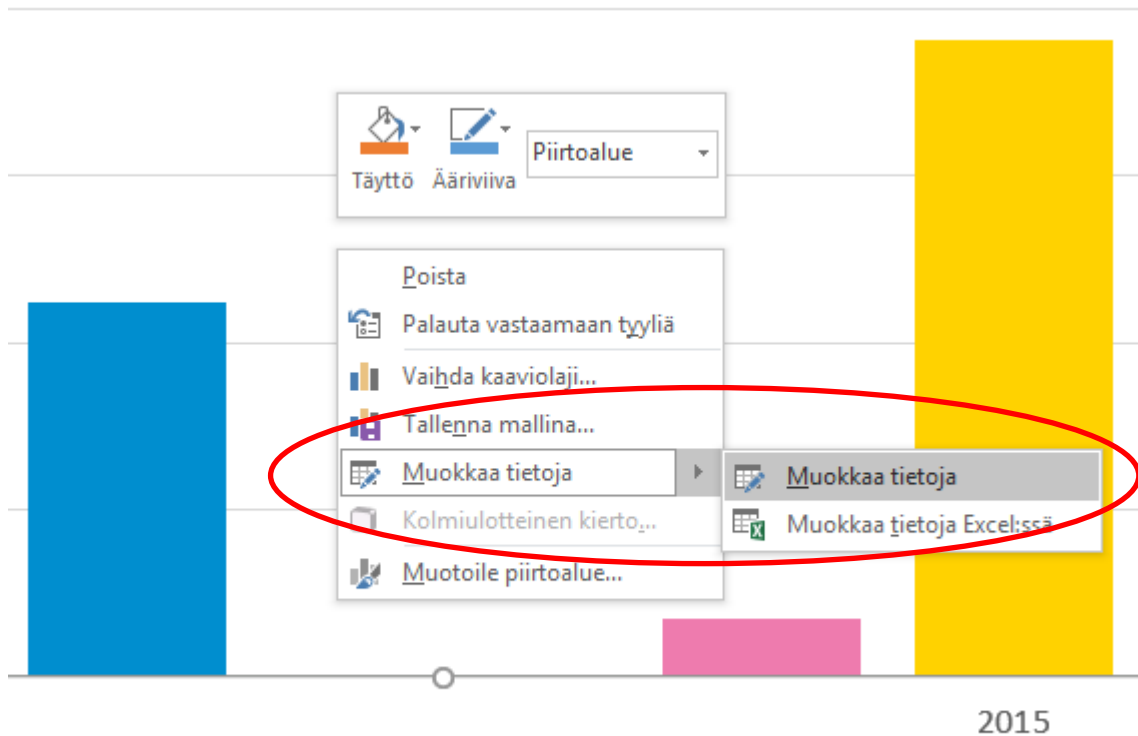 Piirtoalue
Täyttö Ääriviiva
Poista
Palauta vastaamaan tyyliä
Vaihda kaaviolaji...
Tallenna mallina...
Muokkaa tietoja
Muokkaa tietoja
Kolmiulotteinen kierto...
Muokkaa tietoja Excel:ssä
Muotoile piirtoalue...
2015